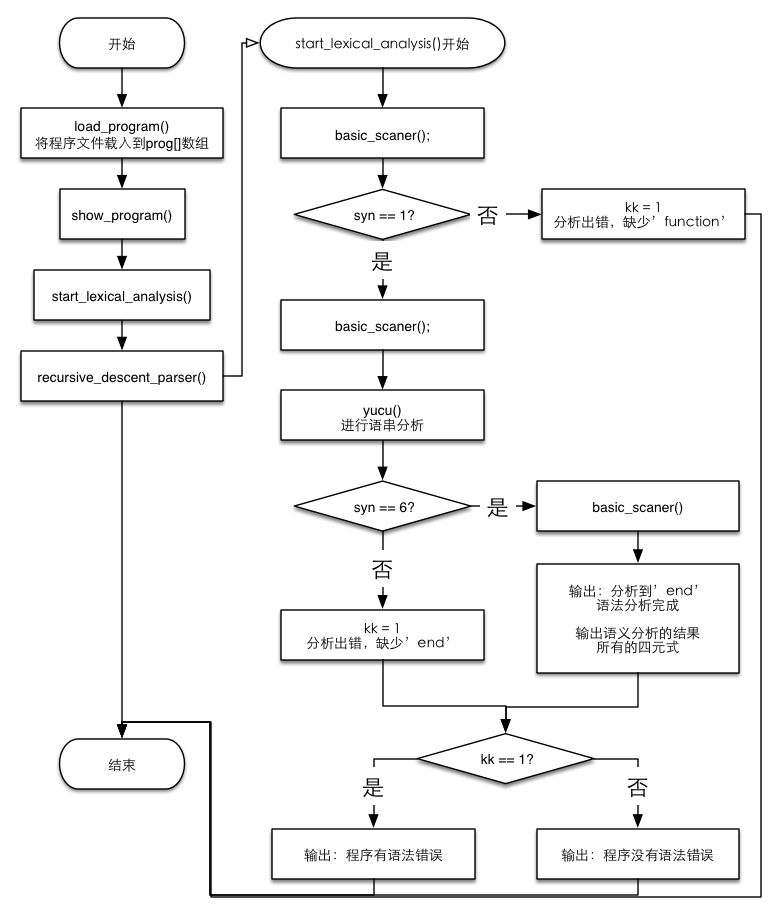 开始
load_program()
将程序文件载入到prog[]数组
show_program()
start_lexical_analysis()
recursive_descent_parser()
结束
start_lexical_analysis()开始
basic_scaner();
syn == 1?
否
kk = 1
分析出错，缺少’function’
是
basic_scaner();
yucu()
进行语串分析
syn == 6?
是
basic_scaner()
否
输出：分析到’end’
语法分析完成
输出语义分析的结果
所有的四元式
kk = 1
分析出错，缺少’end’
kk == 1?
是
否
输出：程序有语法错误
输出：程序没有语法错误